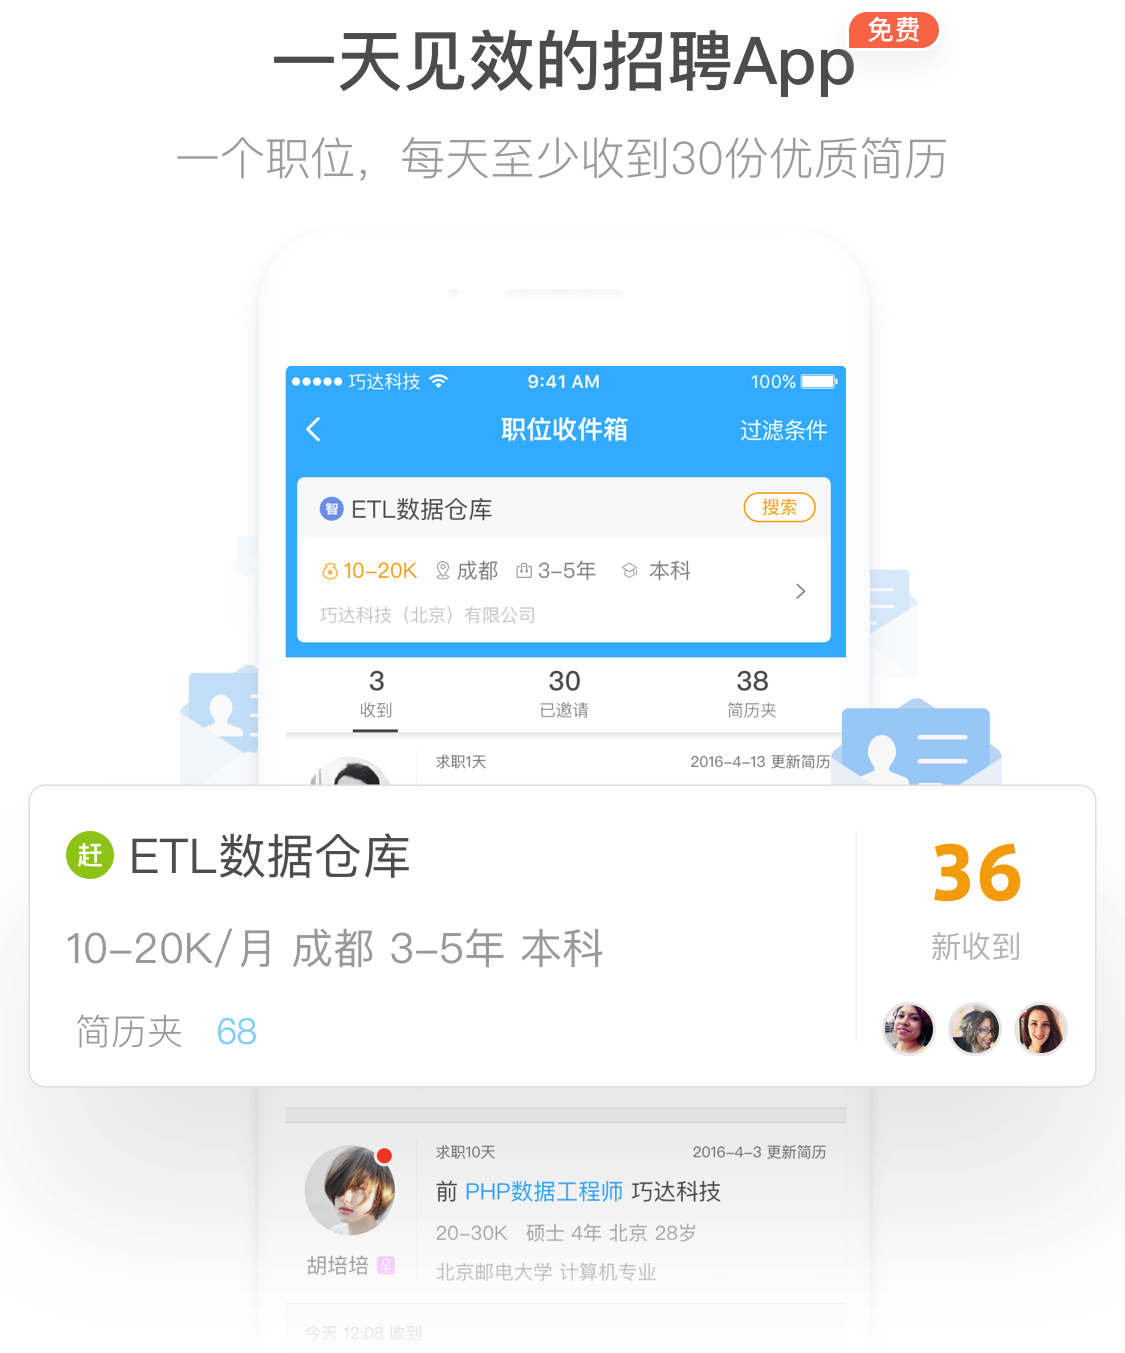 一天见效的招聘App 免费
一个职位，每天至少收到30份优质简历
巧达科技 9:41 AM 100%
职位收件箱 过滤条件
智 ETL数据仓库 搜索
10-20K 成都 3-5年 本科
巧达科技（北京）有限公司
3 30 38
收到 已邀请 简历夹
求职1天 2016-4-13 更新简历
赶 ETL数据仓库
36
10-20K/月 成都 3-5年 本科
新收到
简历夹 68
求职10天 2016-4-3 更新简历
前 PHP数据工程师 巧达科技
20-30K 硕士 4年 北京 28岁
胡培培
北京邮电大学 计算机专业
今天 12:08 收到